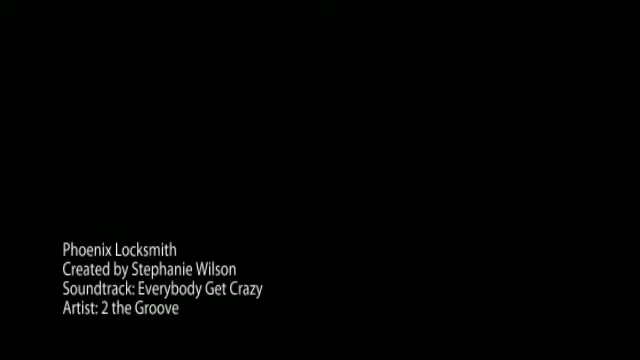 Phoenix Locksmith
Created by Stephanie Wilson
Soundtrack: Everybody Get Crazy
Artist: 2 the Groove